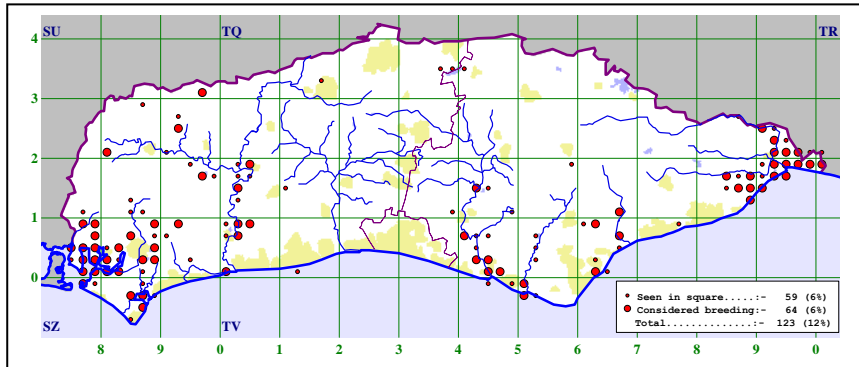 SU TQ TR
4
3
2
1
0
SZ TV
Seen in square.....:- 59 (6%)
Considered breeding:- 64 (6%)
Total.............:- 123 (12%)
8 9 0 1 2 3 4 5 6 7 8 9 0